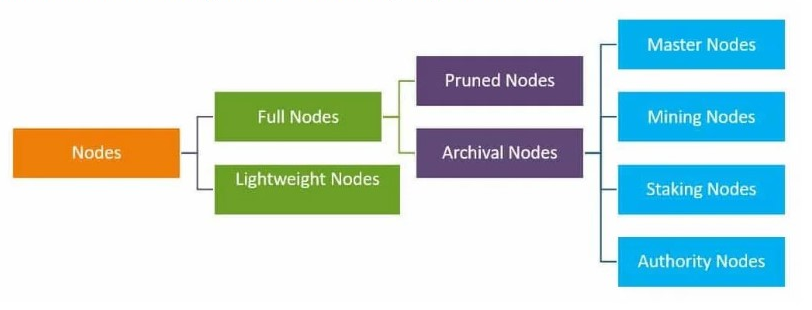 Nodes
Full Nodes
Lightweight Nodes
Pruned Nodes
Archival Nodes
Master Nodes
Mining Nodes
Staking Nodes
Authority Nodes